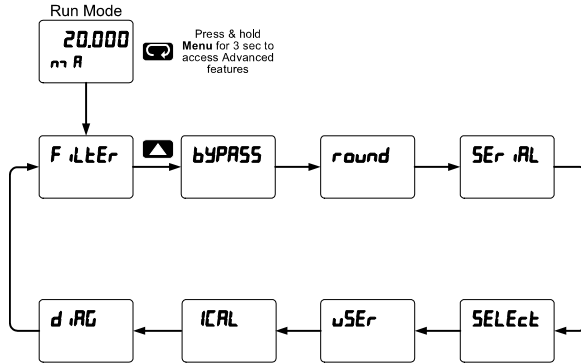 Run Mode
20.000
mA
Press & hold
Menu for 3 sec to
access Advanced
features
FiLtEr
bYPASS
round
SEriAL
diAG
ICAL
uSEr
SELEct